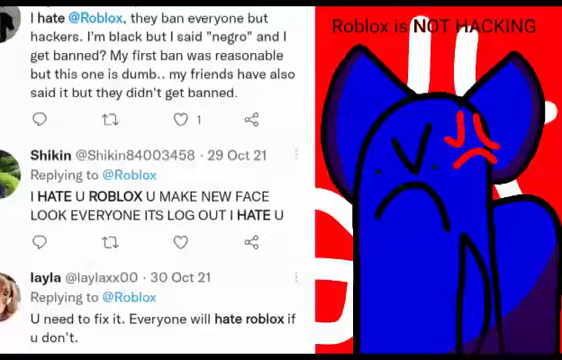 I hate @Roblox, they ban everyone but
hackers. I'm black but I said "negro" and I
get banned? My first ban was reasonable
but this one is dumb.. my friends have also
said it but they didn't get banned.
1
Shikin @Shikin84003458 · 29 Oct 21
Replying to @Roblox
I HATE U ROBLOX U MAKE NEW FACE
LOOK EVERYONE ITS LOG OUT I HATE U
layla @laylaxx00 · 30 Oct 21
Replying to @Roblox
U need to fix it. Everyone will hate roblox if
u don't.
Roblox is NOT HACKING